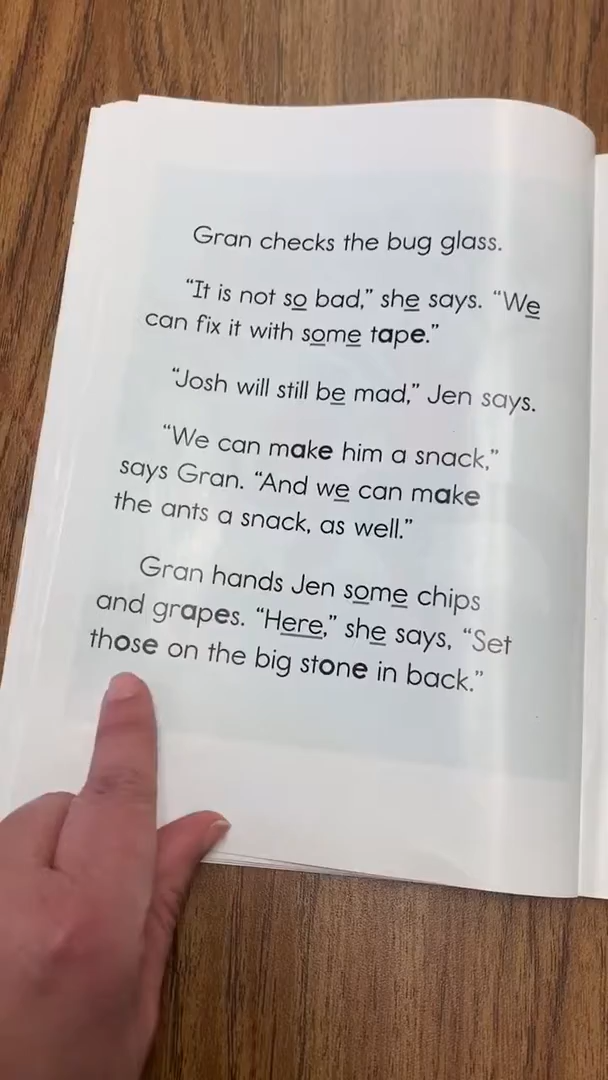 Gran checks the bug glass.
“It is not so bad,” she says. “We
can fix it with some tape.”
“Josh will still be mad,” Jen says.
“We can make him a snack,”
says Gran. “And we can make
the ants a snack, as well.”
Gran hands Jen some chips
and grapes. “Here,” she says, “Set
those on the big stone in back.”